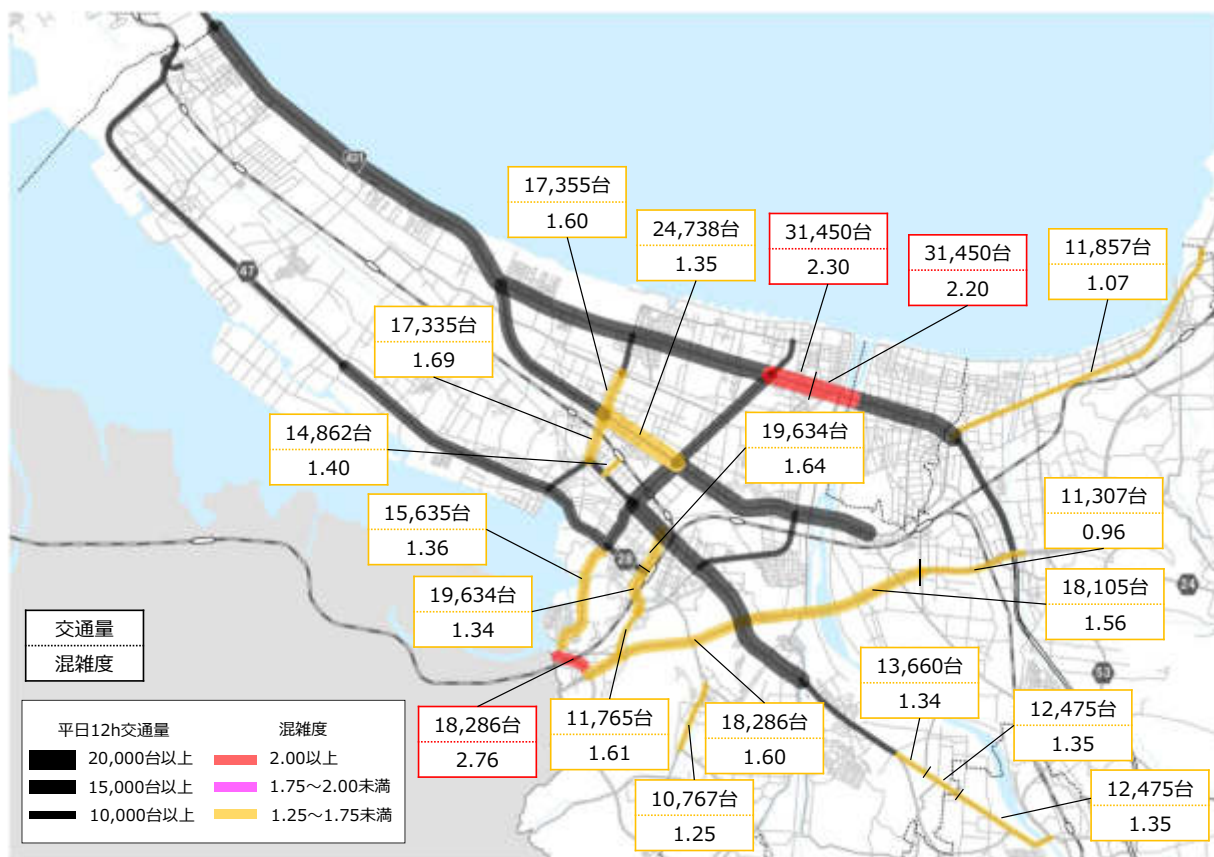 17,355台
1.60
24,738台
1.35
31,450台
2.30
31,450台
2.20
11,857台
1.07
431
47
17,335台
1.69
14,862台
1.40
19,634台
1.64
15,635台
1.36
11,307台
0.96
19,634台
1.34
18,105台
1.56
24
53
交通量
混雑度
13,660台
1.34
12,475台
1.35
12,475台
1.35
18,286台
2.76
11,765台
1.61
18,286台
1.60
10,767台
1.25
平日12h交通量
混雑度
20,000台以上
2.00以上
15,000台以上
1.75～2.00未満
10,000台以上
1.25～1.75未満